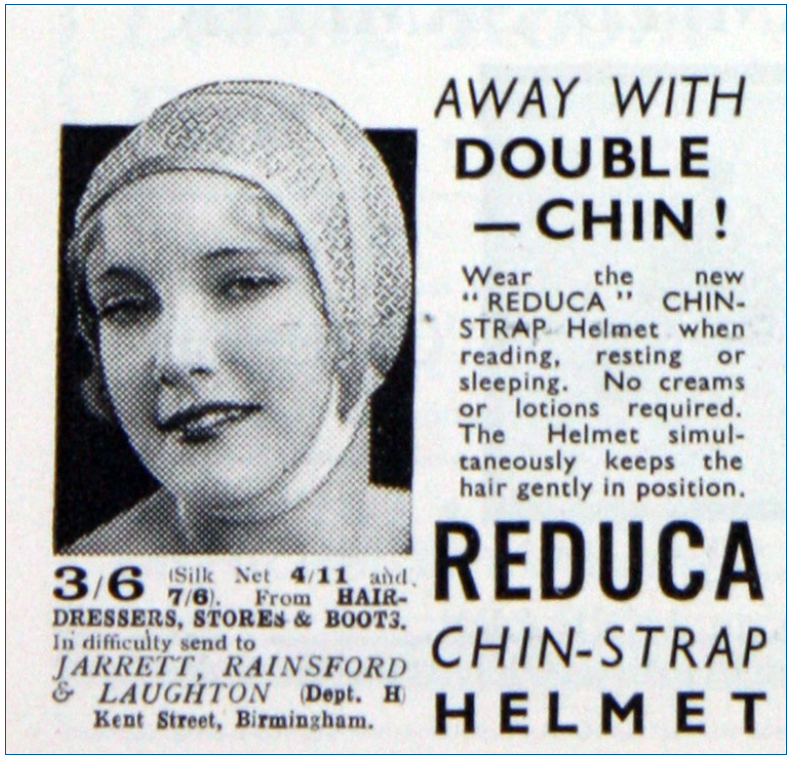 AWAY WITH
DOUBLE
— CHIN !
Wear the new
“ REDUCA ” CHIN-
STRAP Helmet when
reading, resting or
sleeping. No creams
or lotions required.
The Helmet simul-
taneously keeps the
hair gently in position.
REDUCA
CHIN-STRAP
HELMET
3/6 (Silk Net 4/11 and
7/6). From HAIR-
DRESSERS, STORES & BOOTS.
In difficulty send to
JARRETT, RAINSFORD
& LAUGHTON (Dept. H)
Kent Street, Birmingham.